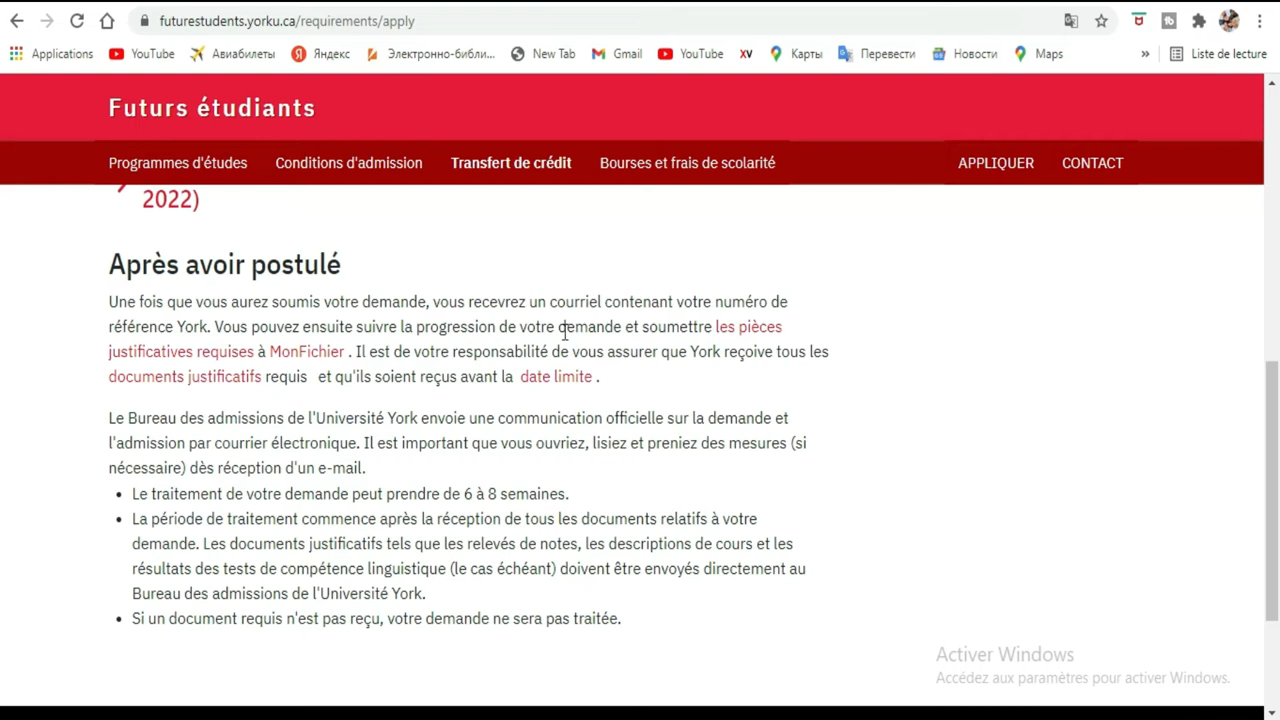 futurestudents.yorku.ca/requirements/apply
Applications YouTube Авиабилеты Яндекс Электронно-библи... New Tab Gmail YouTube XV Карты Перевести Новости Maps » Liste de lecture
Futurs étudiants
Programmes d'études Conditions d'admission Transfert de crédit Bourses et frais de scolarité APPLIQUER CONTACT
2022)
Après avoir postulé
Une fois que vous aurez soumis votre demande, vous recevrez un courriel contenant votre numéro de
référence York. Vous pouvez ensuite suivre la progression de votre demande et soumettre les pièces
justificatives requises à MonFichier . Il est de votre responsabilité de vous assurer que York reçoive tous les
documents justificatifs requis et qu'ils soient reçus avant la date limite .
Le Bureau des admissions de l'Université York envoie une communication officielle sur la demande et
l'admission par courrier électronique. Il est important que vous ouvriez, lisiez et preniez des mesures (si
nécessaire) dès réception d'un e-mail.
• Le traitement de votre demande peut prendre de 6 à 8 semaines.
• La période de traitement commence après la réception de tous les documents relatifs à votre
demande. Les documents justificatifs tels que les relevés de notes, les descriptions de cours et les
résultats des tests de compétence linguistique (le cas échéant) doivent être envoyés directement au
Bureau des admissions de l'Université York.
• Si un document requis n'est pas reçu, votre demande ne sera pas traitée.
Activer Windows
Accédez aux paramètres pour activer Windows.